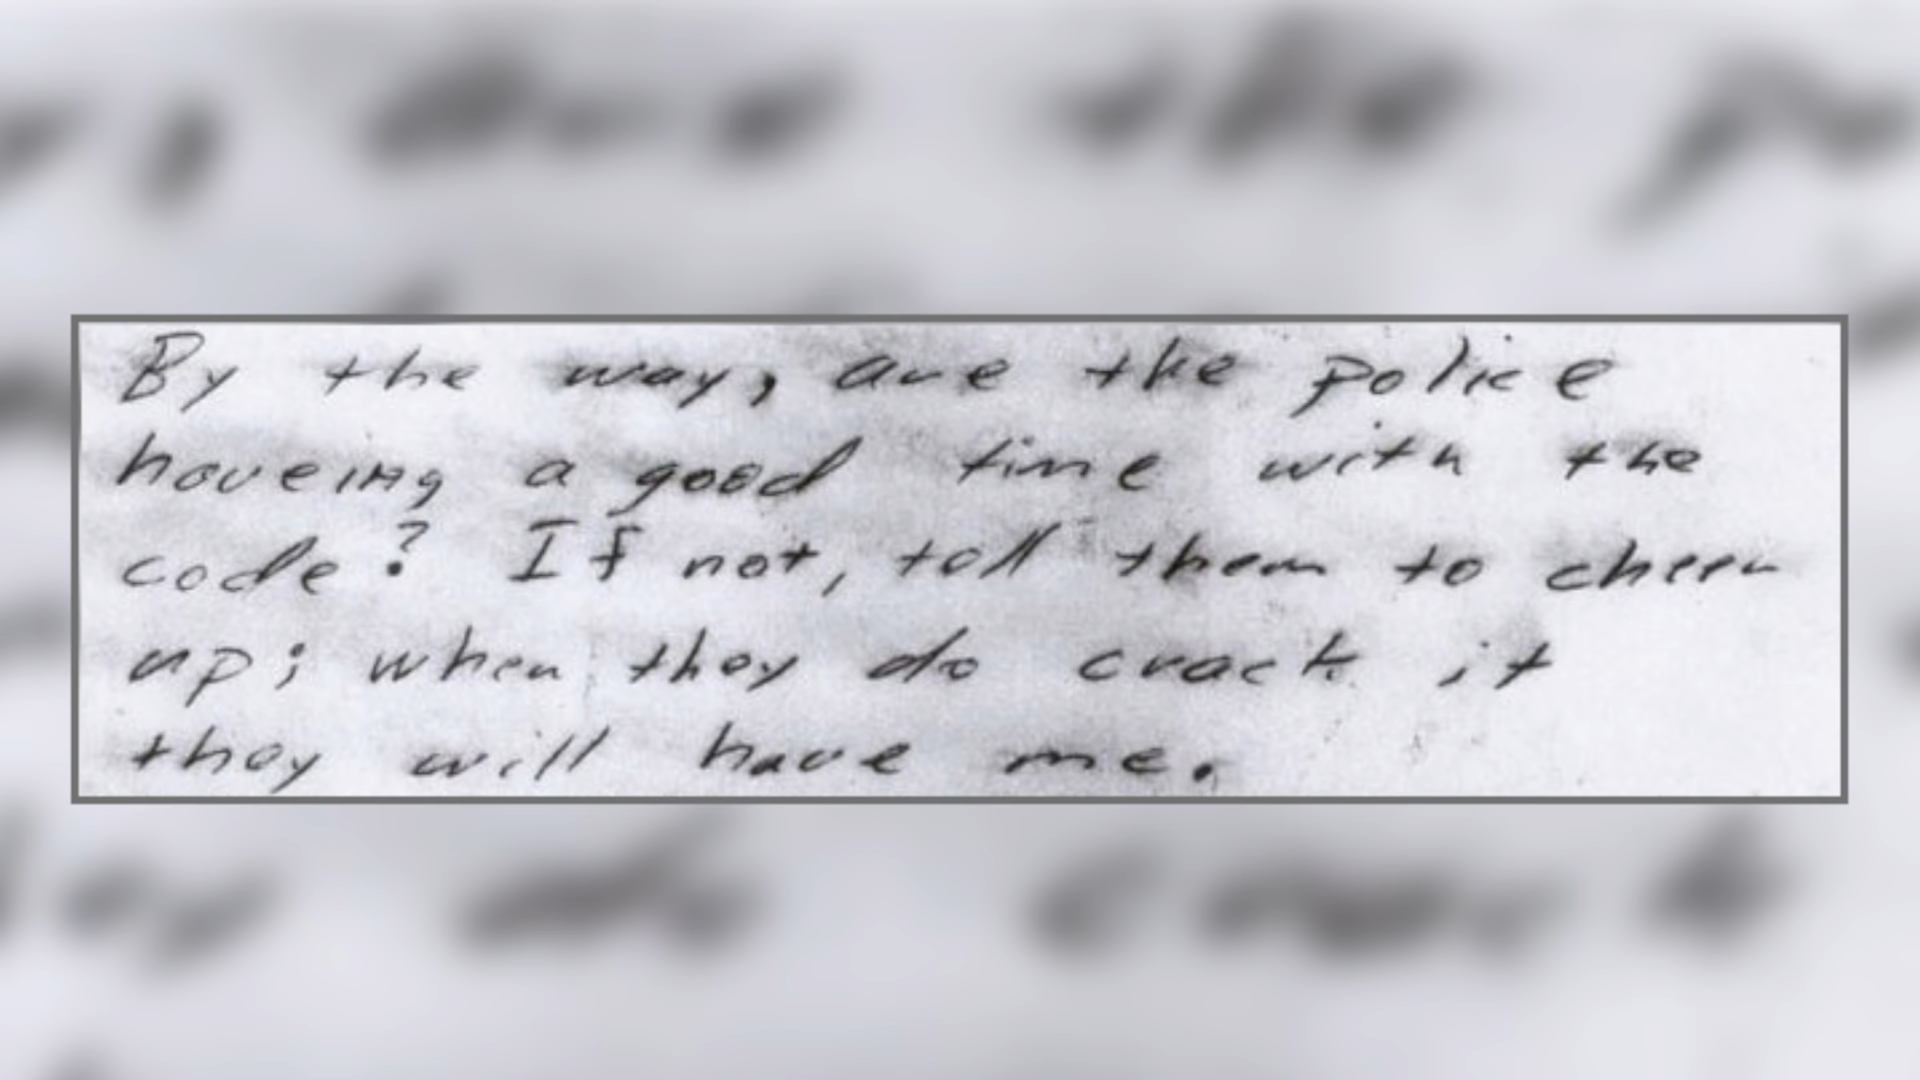 By the way, are the police
haveing a good time with the
code? If not, tell them to cheer
up; when they do crack it
they will have me.